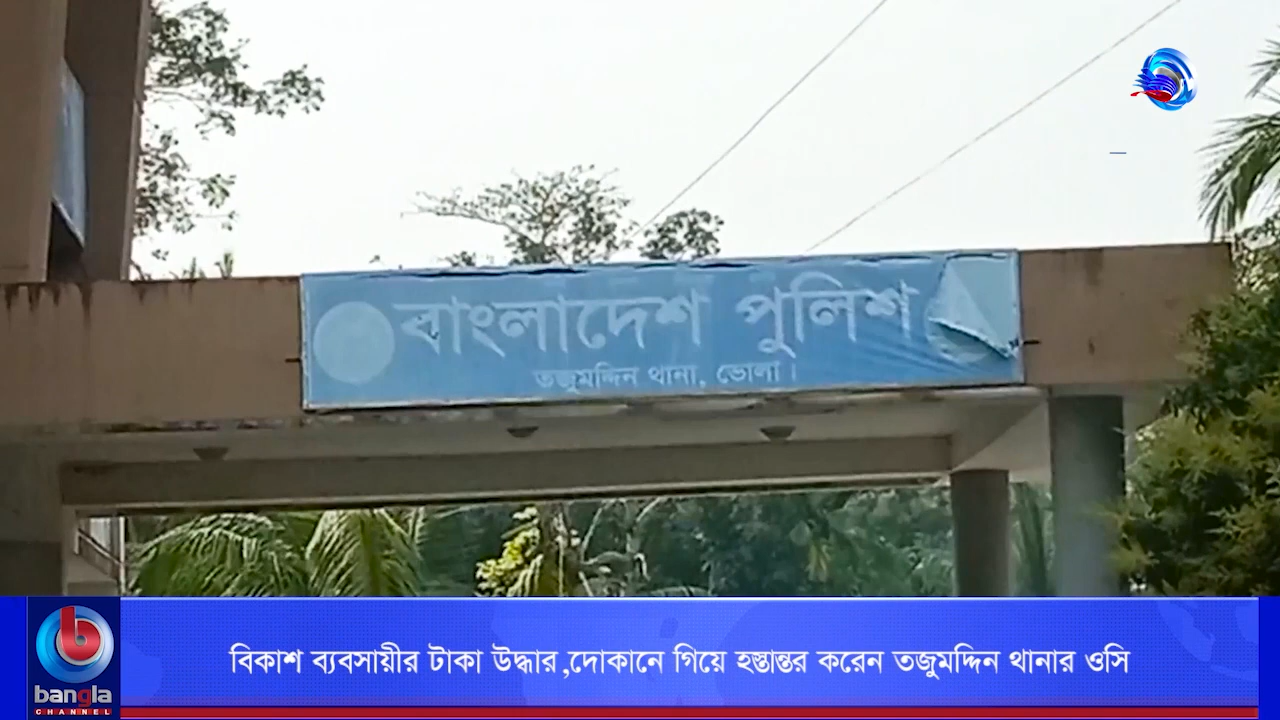 বাংলাদেশ পুলিশ
তজুমদ্দিন থানা, ভোলা।
বিকাশ ব্যবসায়ীর টাকা উদ্ধার,দোকানে গিয়ে হস্তান্তর করেন তজুমদ্দিন থানার ওসি
b
bangla
CHANNEL